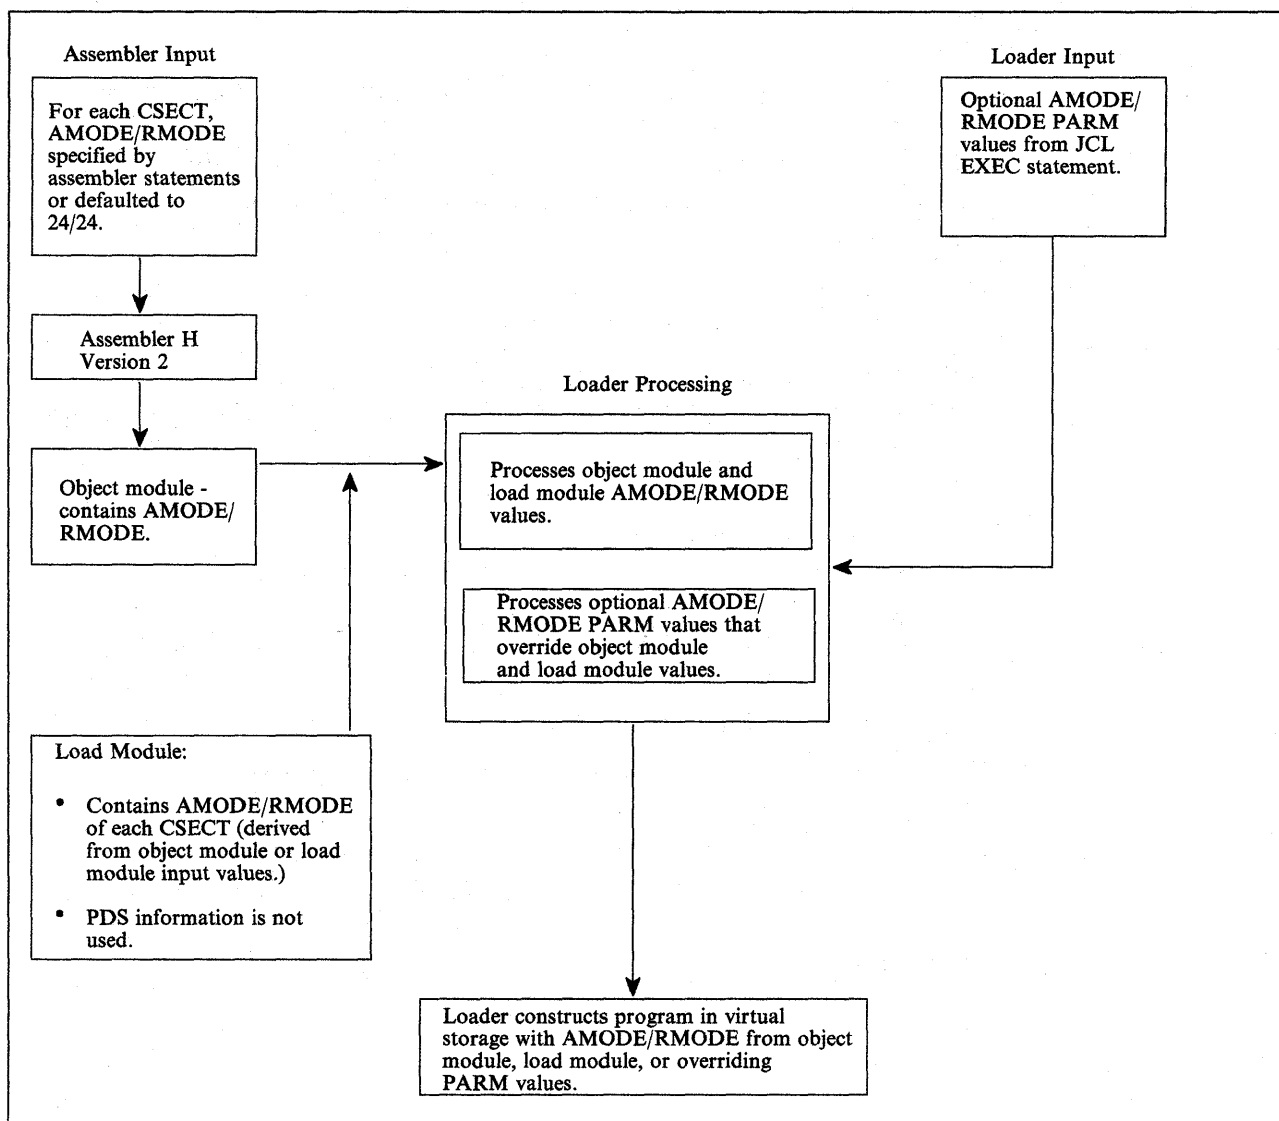 Assembler Input
For each CSECT,
AMODE/RMODE
specified by
assembler statements
or defaulted to
24/24.
Assembler H
Version 2
Object module -
contains AMODE/
RMODE.
Load Module:
• Contains AMODE/RMODE
of each CSECT (derived
from object module or load
module input values.)
• PDS information is not
used.
Loader Input
Optional AMODE/
RMODE PARM
values from JCL
EXEC statement.
Loader Processing
Processes object module and
load module AMODE/RMODE
values.
Processes optional AMODE/
RMODE PARM values that
override object module
and load module values.
Loader constructs program in virtual
storage with AMODE/RMODE from object
module, load module, or overriding
PARM values.